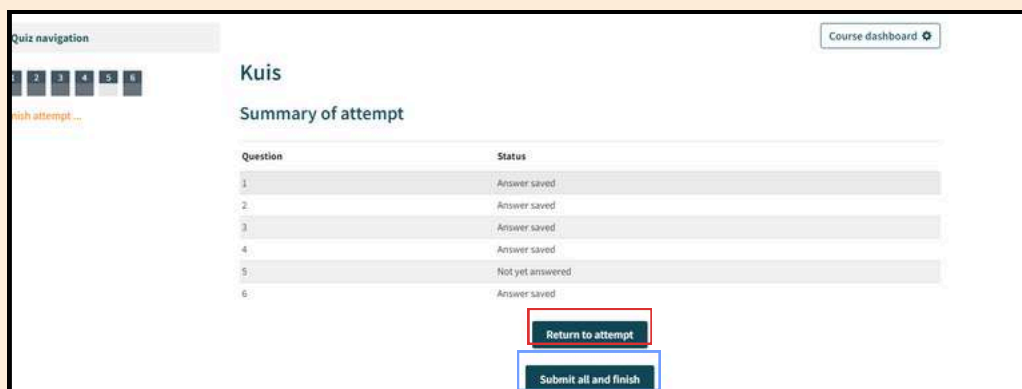 Quiz navigation
Course dashboard
1 2 3 4 5 6
Kuis
nish attempt ...
Summary of attempt
Question Status
1 Answer saved
2 Answer saved
3 Answer saved
4 Answer saved
5 Not yet answered
6 Answer saved
Return to attempt
Submit all and finish